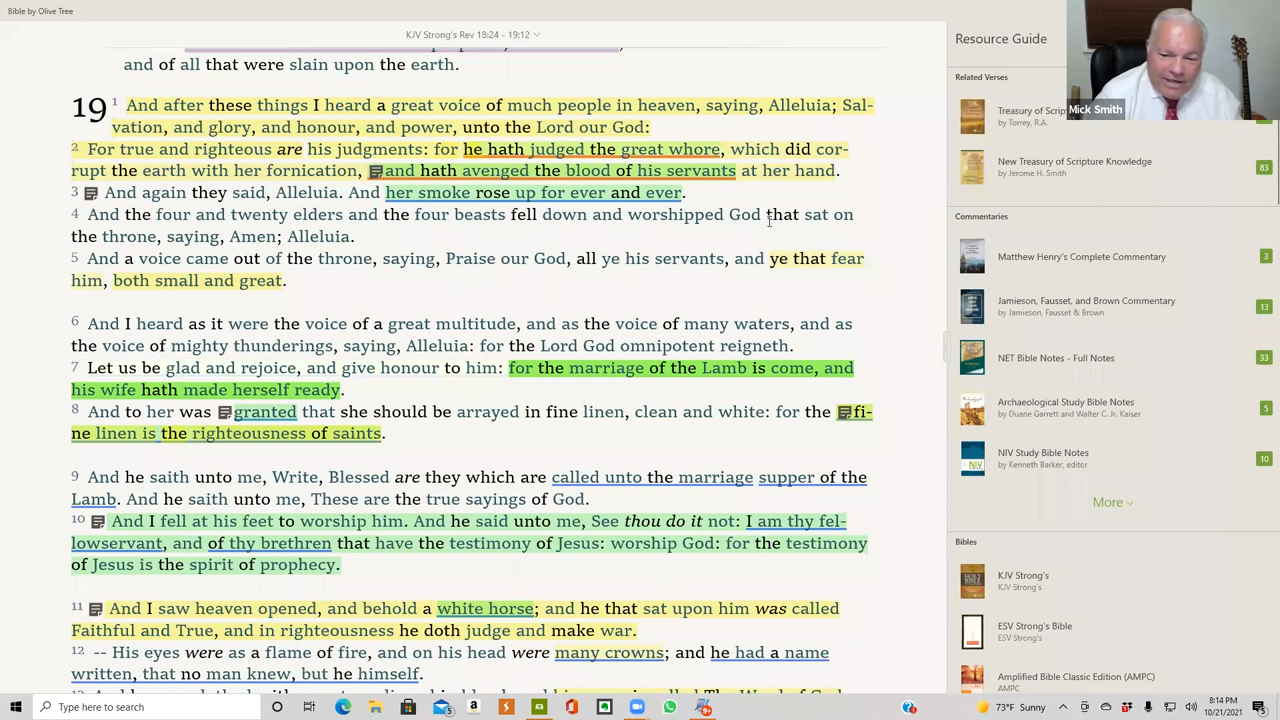 Bible by Olive Tree
KJV Strong's Rev 18:24 - 19:12
and of all that were slain upon the earth.
19 1 And after these things I heard a great voice of much people in heaven, saying, Alleluia; Sal-
vation, and glory, and honour, and power, unto the Lord our God:
2 For true and righteous are his judgments: for he hath judged the great whore, which did cor-
rupt the earth with her fornication, and hath avenged the blood of his servants at her hand.
3 And again they said, Alleluia. And her smoke rose up for ever and ever.
4 And the four and twenty elders and the four beasts fell down and worshipped God that sat on
the throne, saying, Amen; Alleluia.
5 And a voice came out of the throne, saying, Praise our God, all ye his servants, and ye that fear
him, both small and great.
6 And I heard as it were the voice of a great multitude, and as the voice of many waters, and as
the voice of mighty thunderings, saying, Alleluia: for the Lord God omnipotent reigneth.
7 Let us be glad and rejoice, and give honour to him: for the marriage of the Lamb is come, and
his wife hath made herself ready.
8 And to her was granted that she should be arrayed in fine linen, clean and white: for the fi-
ne linen is the righteousness of saints.
9 And he saith unto me, Write, Blessed are they which are called unto the marriage supper of the
Lamb. And he saith unto me, These are the true sayings of God.
10 And I fell at his feet to worship him. And he said unto me, See thou do it not: I am thy fel-
lowservant, and of thy brethren that have the testimony of Jesus: worship God: for the testimony
of Jesus is the spirit of prophecy.
11 And I saw heaven opened, and behold a white horse; and he that sat upon him was called
Faithful and True, and in righteousness he doth judge and make war.
12 -- His eyes were as a flame of fire, and on his head were many crowns; and he had a name
written, that no man knew, but he himself.
Resource Guide
Related Verses
Treasury of Scrip
by Torrey, R.A.
New Treasury of Scripture Knowledge
by Jerome H. Smith
83
Commentaries
Matthew Henry's Complete Commentary
3
Jamieson, Fausset, and Brown Commentary
by Jamieson, Fausset & Brown
13
NET Bible Notes - Full Notes
33
Archaeological Study Bible Notes
by Duane Garrett and Walter C. Jr. Kaiser
5
NIV Study Bible Notes
by Kenneth Barker, editor
10
More
Bibles
KJV Strong's
KJV Strong's
ESV Strong's Bible
ESV Strong's
Amplified Bible Classic Edition (AMPC)
AMPC
Mick Smith
Type here to search
73°F Sunny
8:14 PM
10/21/2021